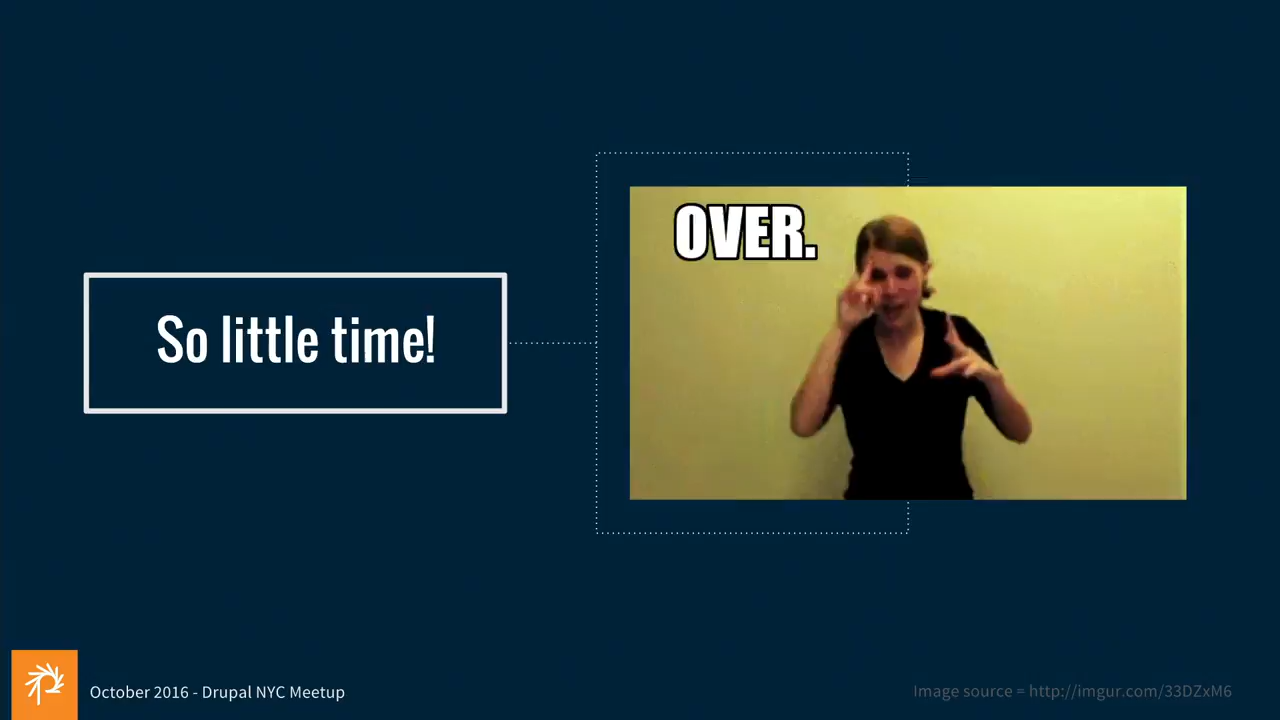 So little time!
OVER.
October 2016 - Drupal NYC Meetup
Image source = http://imgur.com/33DZxM6